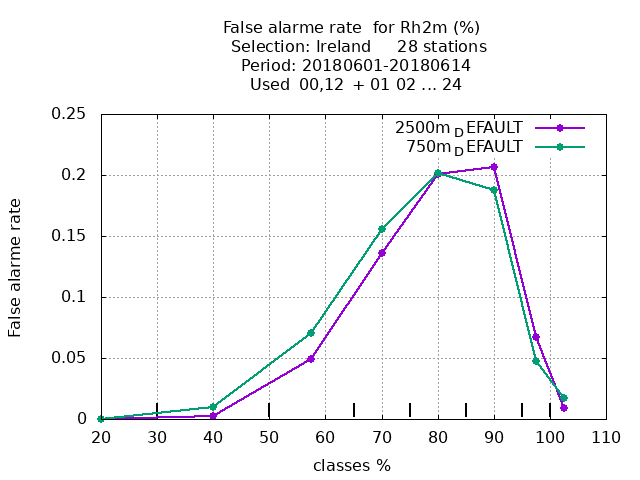 False alarme rate  for Rh2m (%)
Selection: Ireland     28 stations
Period: 20180601-20180614
Used  00,12  + 01 02 ... 24
0.25
0.2
0.15
0.1
0.05
0
False alarme rate
2500m_DEFAULT
750m_DEFAULT
20 30 40 50 60 70 80 90 100 110
classes %